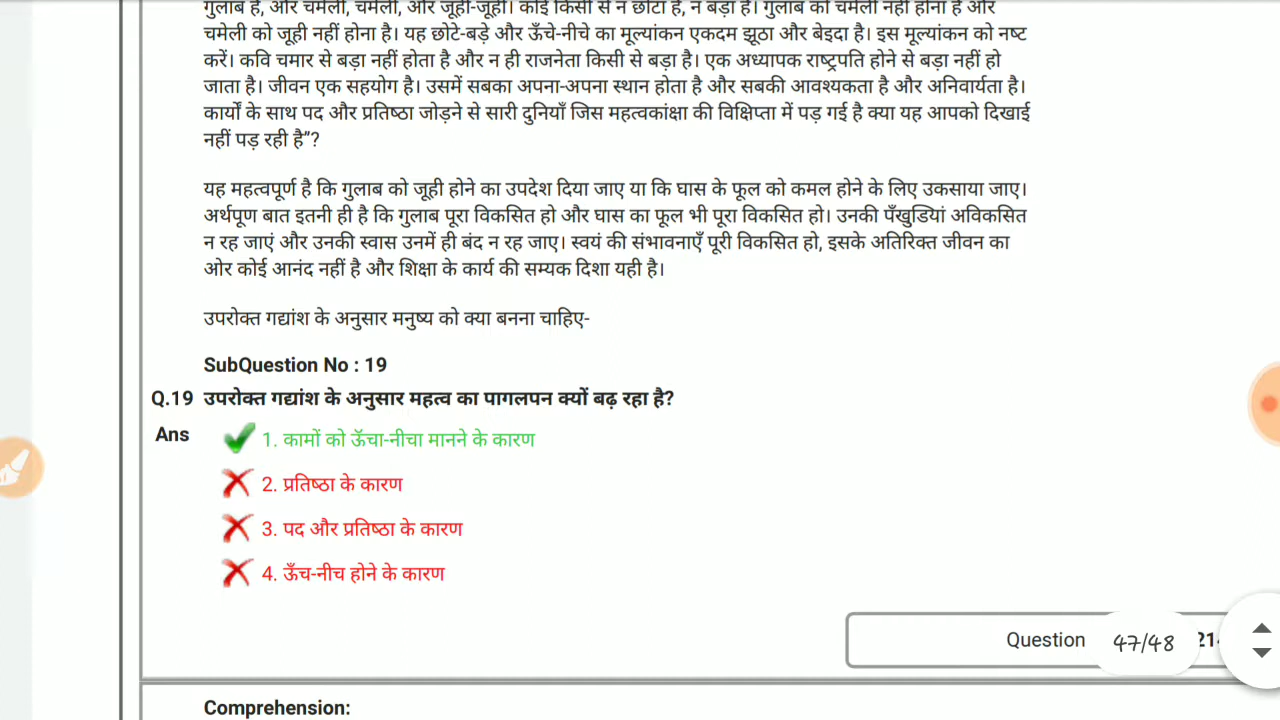 गुलाब है, और चमेली, चमेली, और जूही-जूही। कोई किसी से न छोटा है, न बड़ा है। गुलाब को चमेली नहीं होना है और
चमेली को जूही नहीं होना है। यह छोटे-बड़े और ऊँचे-नीचे का मूल्यांकन एकदम झूठा और बेइदा है। इस मूल्यांकन को नष्ट
करें। कवि चमार से बड़ा नहीं होता है और न ही राजनेता किसी से बड़ा है। एक अध्यापक राष्ट्रपति होने से बड़ा नहीं हो
जाता है। जीवन एक सहयोग है। उसमें सबका अपना-अपना स्थान होता है और सबकी आवश्यकता है और अनिवार्यता है।
कार्यों के साथ पद और प्रतिष्ठा जोड़ने से सारी दुनियाँ जिस महत्वकांक्षा की विक्षिप्ता में पड़ गई है क्या यह आपको दिखाई
नहीं पड़ रही है”?
यह महत्वपूर्ण है कि गुलाब को जूही होने का उपदेश दिया जाए या कि घास के फूल को कमल होने के लिए उकसाया जाए।
अर्थपूण बात इतनी ही है कि गुलाब पूरा विकसित हो और घास का फूल भी पूरा विकसित हो। उनकी पँखुडियां अविकसित
न रह जाएं और उनकी स्वास उनमें ही बंद न रह जाए। स्वयं की संभावनाएँ पूरी विकसित हो, इसके अतिरिक्त जीवन का
ओर कोई आनंद नहीं है और शिक्षा के कार्य की सम्यक दिशा यही है।
उपरोक्त गद्यांश के अनुसार मनुष्य को क्या बनना चाहिए-
SubQuestion No : 19
Q.19 उपरोक्त गद्यांश के अनुसार महत्व का पागलपन क्यों बढ़ रहा है?
Ans 1. कामों को ऊँचा-नीचा मानने के कारण
2. प्रतिष्ठा के कारण
3. पद और प्रतिष्ठा के कारण
4. ऊँच-नीच होने के कारण
Question 47/48
Comprehension: